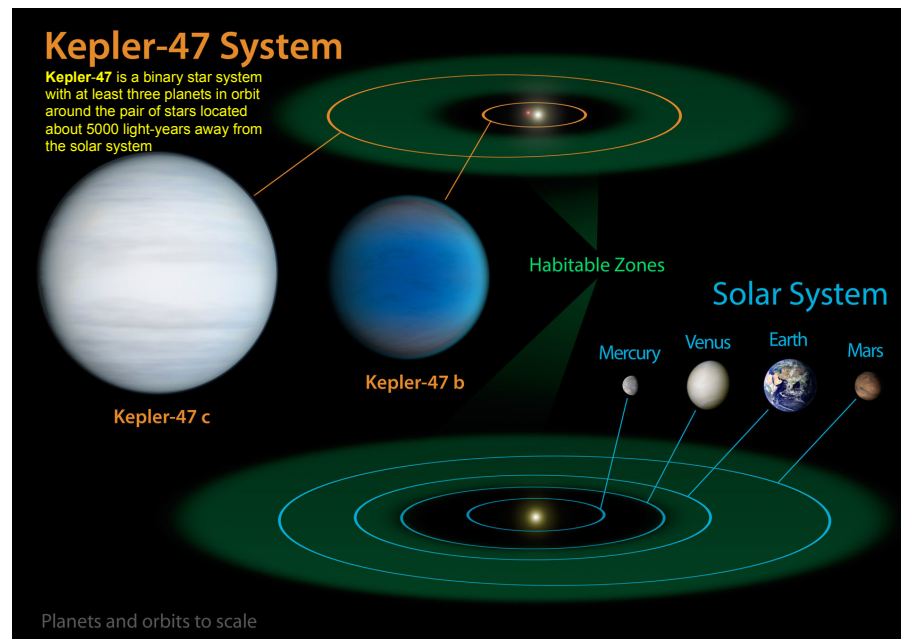 Kepler-47 System
Kepler-47 is a binary star system
with at least three planets in orbit
around the pair of stars located
about 5000 light-years away from
the solar system
Habitable Zones
Solar System
Mercury
Venus
Earth
Mars
Kepler-47 b
Kepler-47 c
Planets and orbits to scale